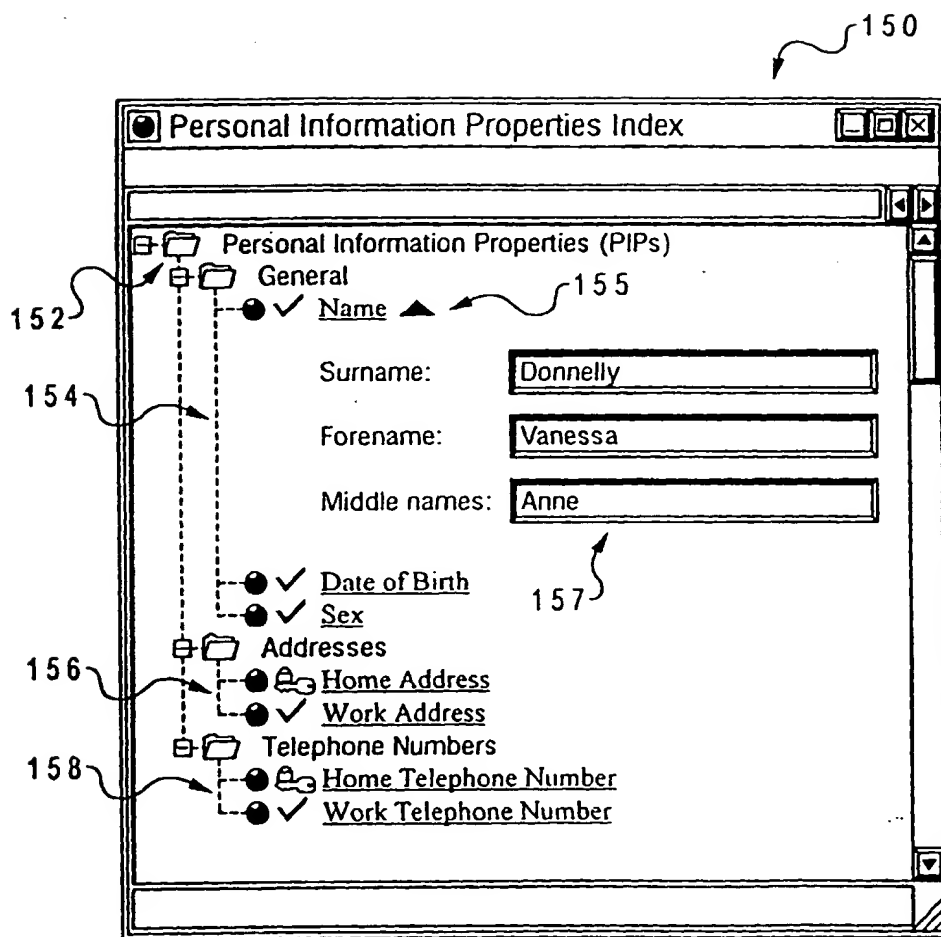 150
Personal Information Properties Index
Personal Information Properties (PIPs)
152
General
Name
155
154
Surname: Donnelly
Forename: Vanessa
Middle names: Anne
157
Date of Birth
Sex
Addresses
156
Home Address
Work Address
Telephone Numbers
158
Home Telephone Number
Work Telephone Number